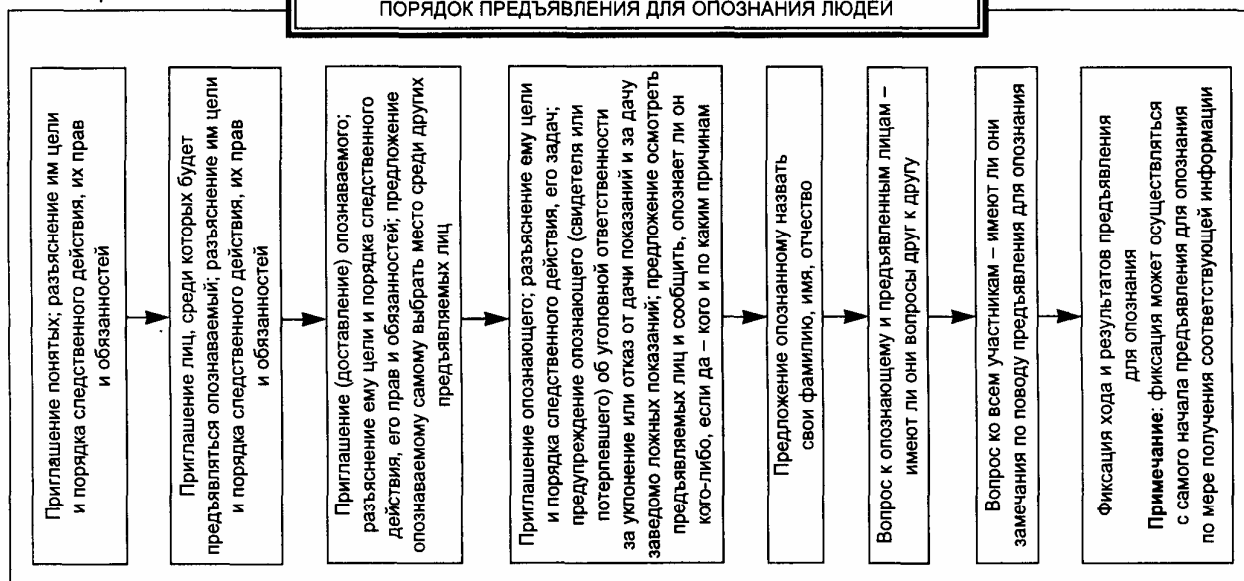 ПОРЯДОК ПРЕДЪЯВЛЕНИЯ ДЛЯ ОПОЗНАНИЯ ЛЮДЕЙ
Приглашение понятых; разъяснение им цели
и порядка следственного действия, их прав
и обязанностей
Приглашение лиц, среди которых будет
предъявляться опознаваемый; разъяснение им цели
и порядка следственного действия, их прав
и обязанностей
Приглашение (доставление) опознаваемого;
разъяснение ему цели и порядка следственного
действия, его прав и обязанностей; предложение
опознаваемому самому выбрать место среди других
предъявляемых лиц
Приглашение опознающего; разъяснение ему цели
и порядка следственного действия, его задач;
предупреждение опознающего (свидетеля или
потерпевшего) об уголовной ответственности
за уклонение или отказ от дачи показаний и за дачу
заведомо ложных показаний; предложение осмотреть
предъявляемых лиц и сообщить, опознает ли он
кого-либо, если да – кого и по каким причинам
Предложение опознанному назвать
свои фамилию, имя, отчество
Вопрос к опознающему и предъявленным лицам –
имеют ли они вопросы друг к другу
Вопрос ко всем участникам – имеют ли они
замечания по поводу предъявления для опознания
Фиксация хода и результатов предъявления
для опознания
Примечание: фиксация может осуществляться
с самого начала предъявления для опознания
по мере получения соответствующей информации